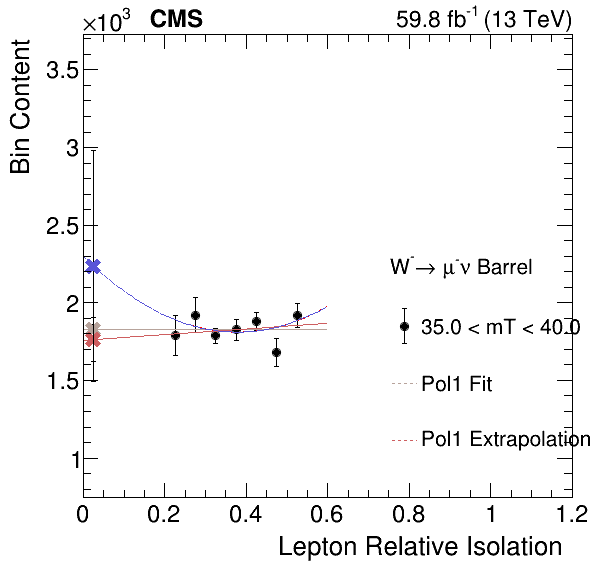 ×10³ CMS 59.8 fb⁻¹ (13 TeV)
Bin Content
3.5
3
2.5
2
1.5
1
W⁻→ μ⁻ν Barrel
35.0 < mT < 40.0
Pol1 Fit
Pol1 Extrapolation
0 0.2 0.4 0.6 0.8 1 1.2
Lepton Relative Isolation